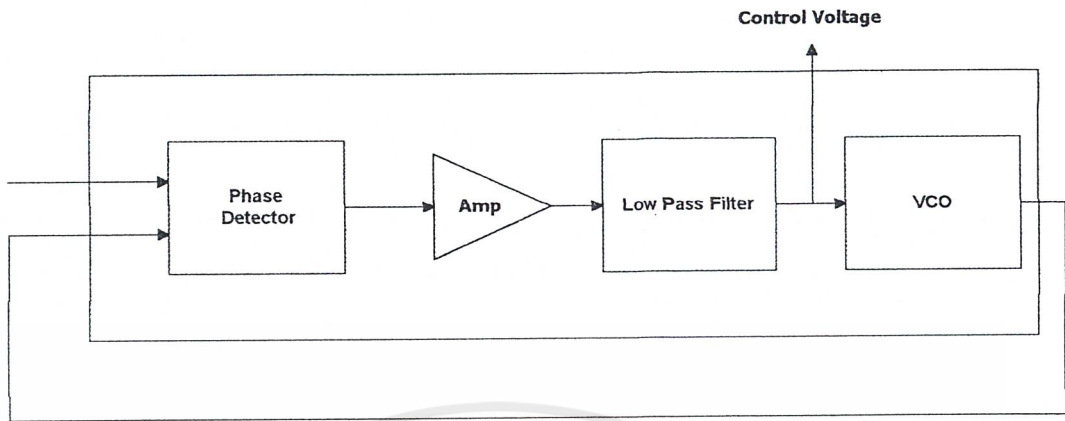 Control Voltage
Phase
Detector
Amp
Low Pass Filter
VCO